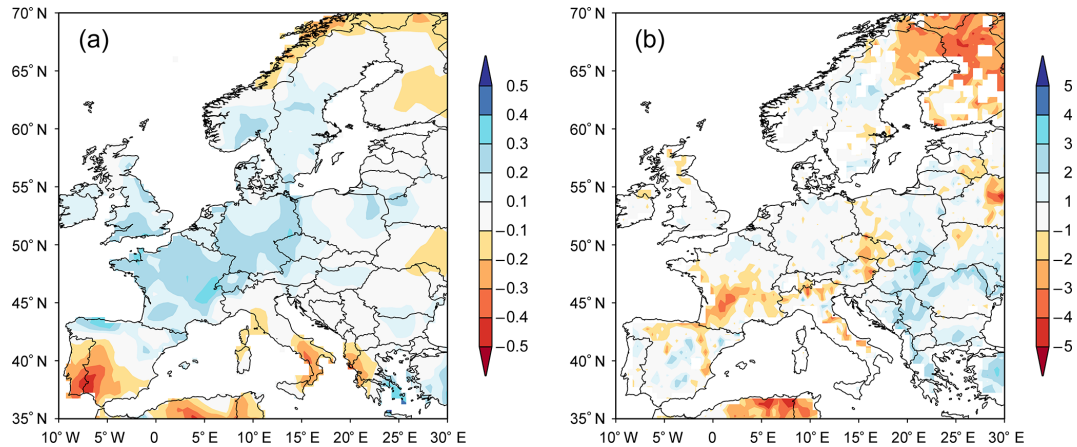 (a)
70° N
65° N
60° N
55° N
50° N
45° N
40° N
35° N
10° W
5° W
0
5° E
10° E
15° E
20° E
25° E
30° E
0.5
0.4
0.3
0.2
0.1
−0.1
−0.2
−0.3
−0.4
−0.5
(b)
70° N
65° N
60° N
55° N
50° N
45° N
40° N
35° N
10° W
5° W
0
5° E
10° E
15° E
20° E
25° E
30° E
5
4
3
2
1
−1
−2
−3
−4
−5